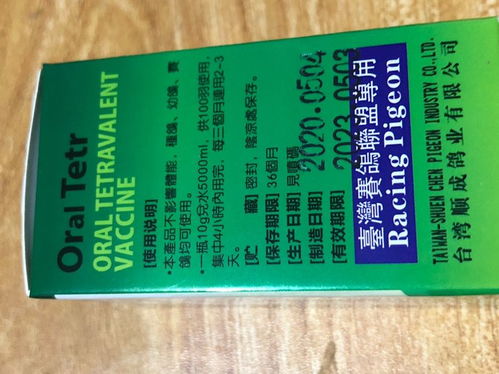 Oral Tetr
ORAL TETRAVALENT
VACCINE
[使用说明]
•本產品不影響體能，種鴿、幼鴿、賽
鴿均可使用。
•一瓶10g兌水5000ml，供100羽使用，
集中4小時內用完，每三個月連用2~3
天。
[贮 藏] 密封，陰涼處保存。
[保存期限] 36個月
[生产日期] 見噴碼
[制造日期] 2020-0504
[有效期限] 2023-0503
臺灣賽鴿聯盟專用
Racing Pigeon
TAIWAN-SHUEN CHEN PIGEON INDUSTRY CO.,LTD.
台湾顺成鸽业有限公司